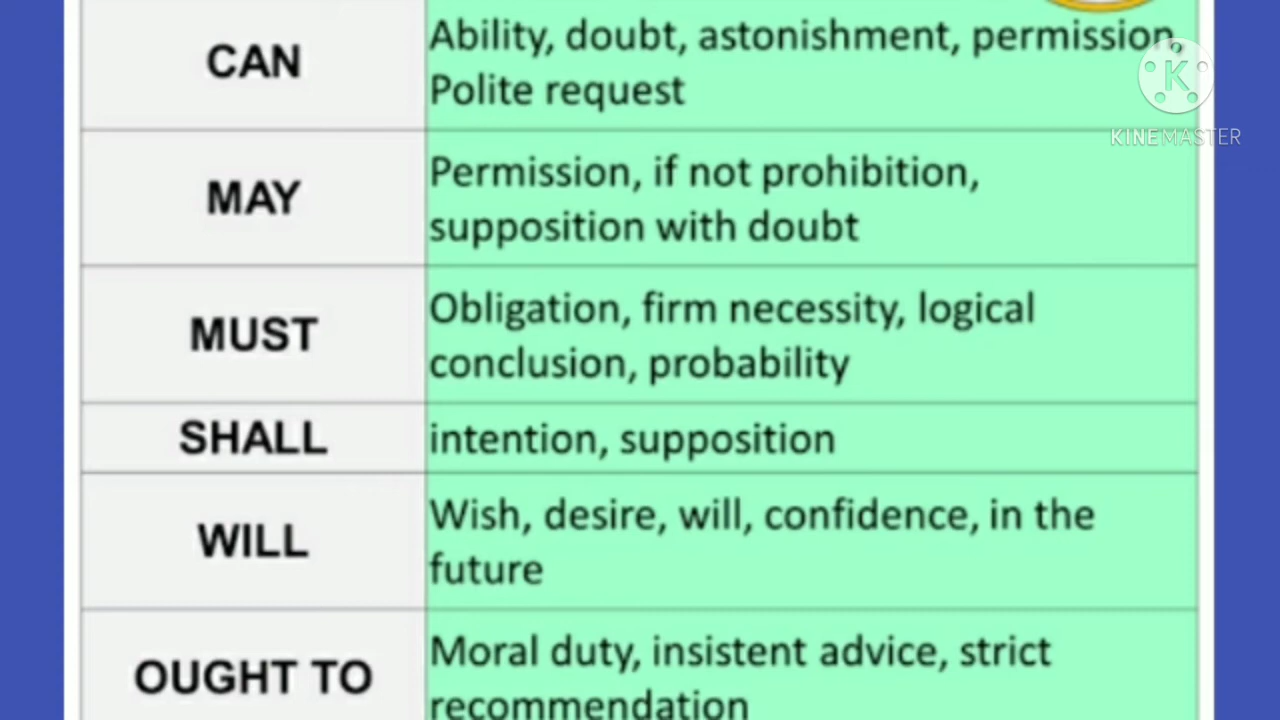 CAN
Ability, doubt, astonishment, permission
Polite request
KINEMASTER
MAY
Permission, if not prohibition,
supposition with doubt
MUST
Obligation, firm necessity, logical
conclusion, probability
SHALL
intention, supposition
WILL
Wish, desire, will, confidence, in the
future
OUGHT TO
Moral duty, insistent advice, strict
recommendation